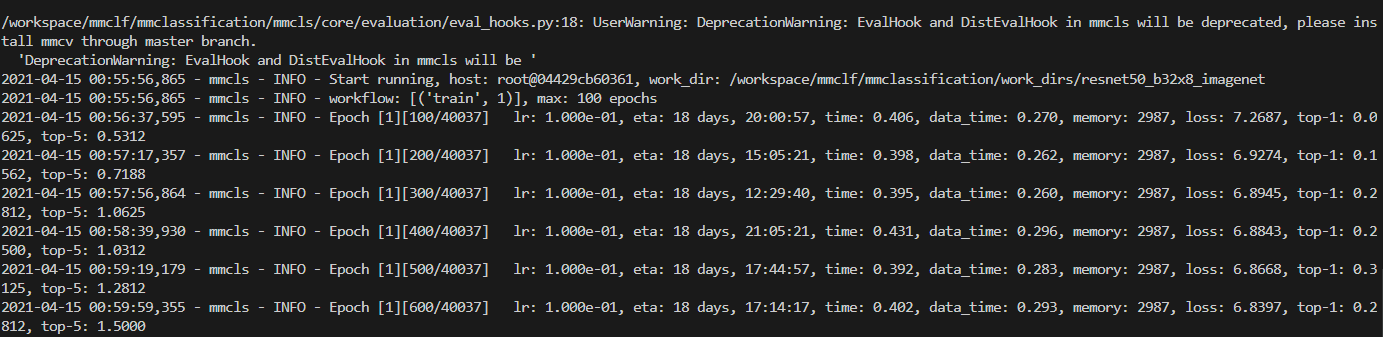 /workspace/mmclf/mmclassification/mmcls/core/evaluation/eval_hooks.py:18: UserWarning: DeprecationWarning: EvalHook and DistEvalHook in mmcls will be deprecated, please ins
tall mmcv through master branch.
  'DeprecationWarning: EvalHook and DistEvalHook in mmcls will be '
2021-04-15 00:55:56,865 - mmcls - INFO - Start running, host: root@04429cb60361, work_dir: /workspace/mmclf/mmclassification/work_dirs/resnet50_b32x8_imagenet
2021-04-15 00:55:56,865 - mmcls - INFO - workflow: [('train', 1)], max: 100 epochs
2021-04-15 00:56:37,595 - mmcls - INFO - Epoch [1][100/40037]   lr: 1.000e-01, eta: 18 days, 20:00:57, time: 0.406, data_time: 0.270, memory: 2987, loss: 7.2687, top-1: 0.0
625, top-5: 0.5312
2021-04-15 00:57:17,357 - mmcls - INFO - Epoch [1][200/40037]   lr: 1.000e-01, eta: 18 days, 15:05:21, time: 0.398, data_time: 0.262, memory: 2987, loss: 6.9274, top-1: 0.1
562, top-5: 0.7188
2021-04-15 00:57:56,864 - mmcls - INFO - Epoch [1][300/40037]   lr: 1.000e-01, eta: 18 days, 12:29:40, time: 0.395, data_time: 0.260, memory: 2987, loss: 6.8945, top-1: 0.2
812, top-5: 1.0625
2021-04-15 00:58:39,930 - mmcls - INFO - Epoch [1][400/40037]   lr: 1.000e-01, eta: 18 days, 21:05:21, time: 0.431, data_time: 0.296, memory: 2987, loss: 6.8843, top-1: 0.2
500, top-5: 1.0312
2021-04-15 00:59:19,179 - mmcls - INFO - Epoch [1][500/40037]   lr: 1.000e-01, eta: 18 days, 17:44:57, time: 0.392, data_time: 0.283, memory: 2987, loss: 6.8668, top-1: 0.3
125, top-5: 1.2812
2021-04-15 00:59:59,355 - mmcls - INFO - Epoch [1][600/40037]   lr: 1.000e-01, eta: 18 days, 17:14:17, time: 0.402, data_time: 0.293, memory: 2987, loss: 6.8397, top-1: 0.2
812, top-5: 1.5000